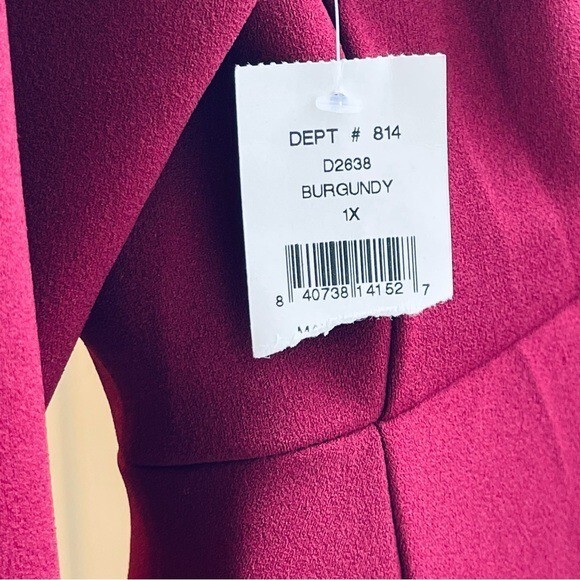 DEPT # 814
D2638
BURGUNDY
1X
8 40738 14152 7